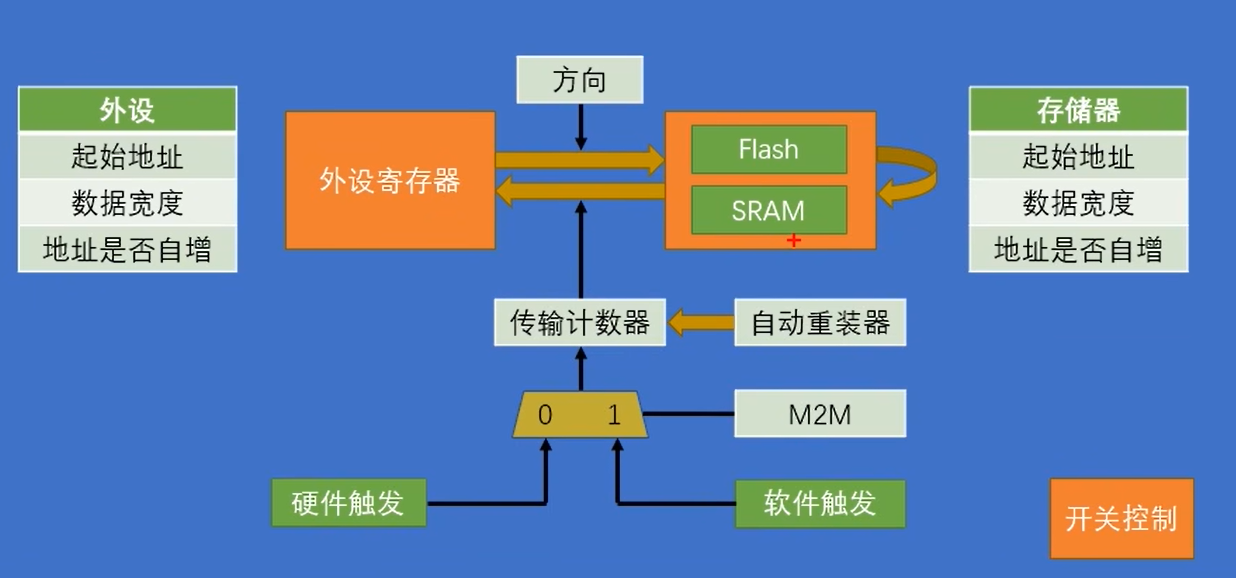 方向
外设
起始地址
数据宽度
地址是否自增
外设寄存器
Flash
SRAM
存储器
起始地址
数据宽度
地址是否自增
传输计数器
自动重装器
0 1
M2M
硬件触发
软件触发
开关控制